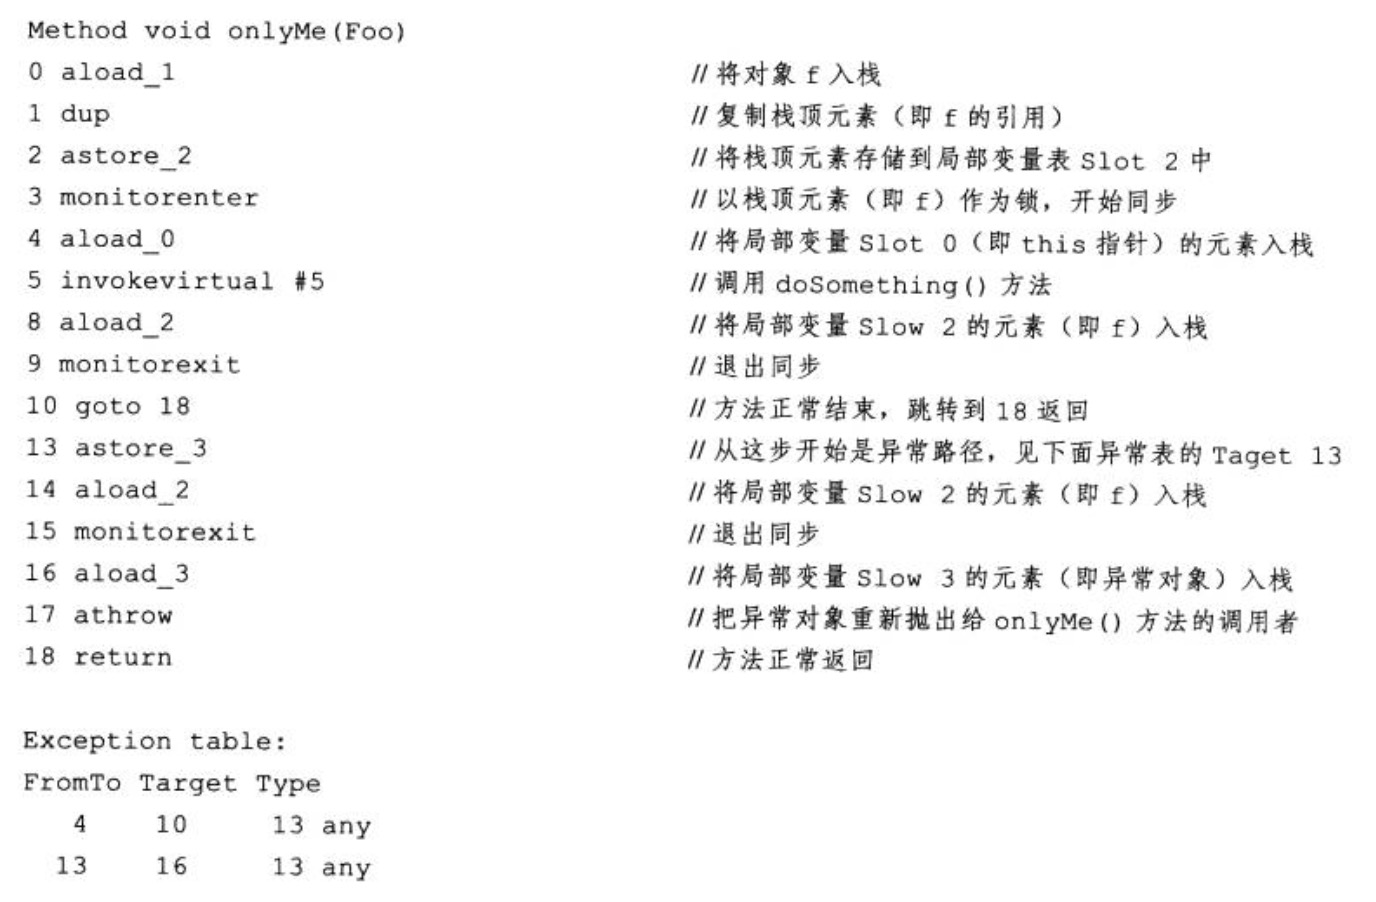 Method void onlyMe(Foo)
0 aload_1 //将对象 f 入栈
1 dup //复制栈顶元素（即 f 的引用）
2 astore_2 //将栈顶元素存储到局部变量表 Slot 2 中
3 monitorenter //以栈顶元素（即 f）作为锁，开始同步
4 aload_0 //将局部变量 Slot 0（即 this 指针）的元素入栈
5 invokevirtual #5 //调用 doSomething() 方法
8 aload_2 //将局部变量 Slow 2 的元素（即 f）入栈
9 monitorexit //退出同步
10 goto 18 //方法正常结束，跳转到 18 返回
13 astore_3 //从这步开始是异常路径，见下面异常表的 Taget 13
14 aload_2 //将局部变量 Slow 2 的元素（即 f）入栈
15 monitorexit //退出同步
16 aload_3 //将局部变量 Slow 3 的元素（即异常对象）入栈
17 athrow //把异常对象重新抛出给 onlyMe() 方法的调用者
18 return //方法正常返回
Exception table:
FromTo Target Type
4 10 13 any
13 16 13 any